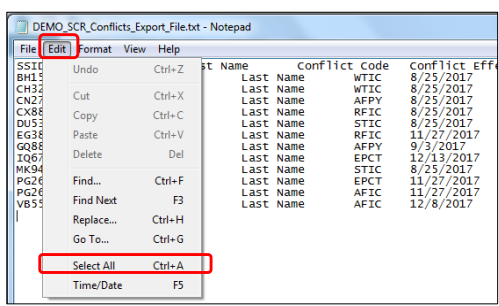 DEMO_SCR_Conflicts_Export_File.txt - Notepad
File Edit Format View Help
SSID st Name Conflict Code Conflict Effe
BH15 Last Name WTIC 8/25/2017
CH32 Last Name WTIC 8/25/2017
CN27 Last Name AFPY 8/25/2017
CX88 Last Name RFIC 8/25/2017
DU53 Last Name STIC 8/25/2017
EG38 Last Name RFIC 11/27/2017
GQ88 Last Name AFPY 9/3/2017
IQ67 Last Name EPCT 12/13/2017
MK94 Last Name STIC 8/25/2017
PG26 Last Name EPCT 11/27/2017
PG26 Last Name AFIC 11/27/2017
VB55 Last Name AFIC 12/8/2017
Undo Ctrl+Z
Cut Ctrl+X
Copy Ctrl+C
Paste Ctrl+V
Delete Del
Find... Ctrl+F
Find Next F3
Replace... Ctrl+H
Go To... Ctrl+G
Select All Ctrl+A
Time/Date F5